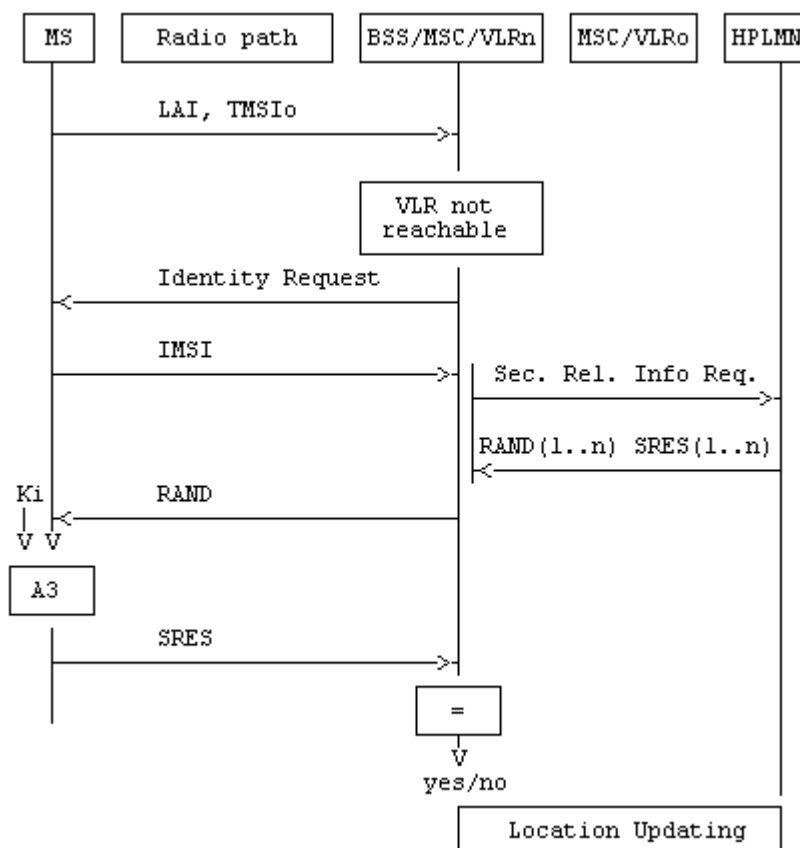 MS Radio path BSS/MSC/VLRn MSC/VLRo HPLMN
LAI, TMSIo
VLR not
reachable
Identity Request
IMSI
Sec. Rel. Info Req.
RAND(1..n) SRES(1..n)
Ki RAND
A3
SRES
=
yes/no
Location Updating